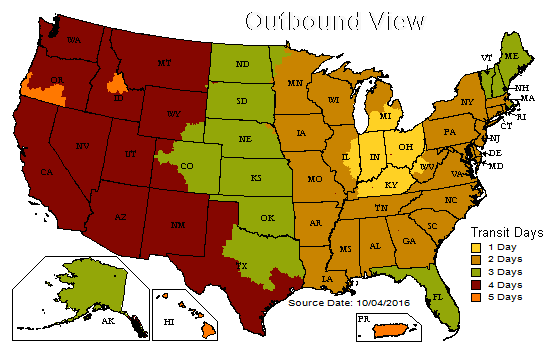 Outbound View
WA
MT
ND
MN
VT
ME
OR
ID
SD
WI
MI
NY
NH
MA
WY
IA
PA
RI
CT
NV
UT
NE
IL
IN
OH
NJ
CA
CO
KS
MO
KY
WV
VA
DE
MD
AZ
NM
OK
AR
TN
NC
TX
LA
MS
AL
GA
SC
FL
AK
HI
PR
Transit Days
1 Day
2 Days
3 Days
4 Days
5 Days
Source Date: 10/04/2016